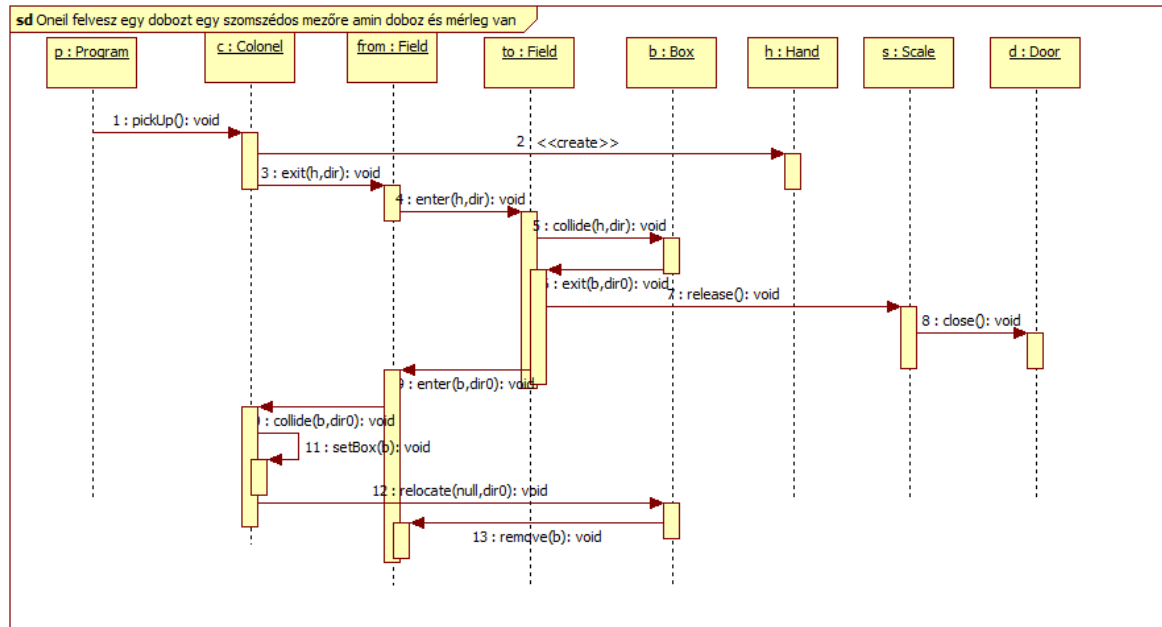 sd Oneil felvesz egy dobozt egy szomszédos mezőre amin doboz és mérleg van
p : Program
c : Colonel
from : Field
to : Field
b : Box
h : Hand
s : Scale
d : Door
1 : pickUp(): void
2 : <<create>>
3 : exit(h,dir): void
4 : enter(h,dir): void
5 : collide(h,dir): void
: exit(b,dir0): void
7 : release(): void
8 : close(): void
9 : enter(b,dir0): void
: collide(b,dir0): void
11 : setBox(b): void
12 : relocate(null,dir0): void
13 : remove(b): void